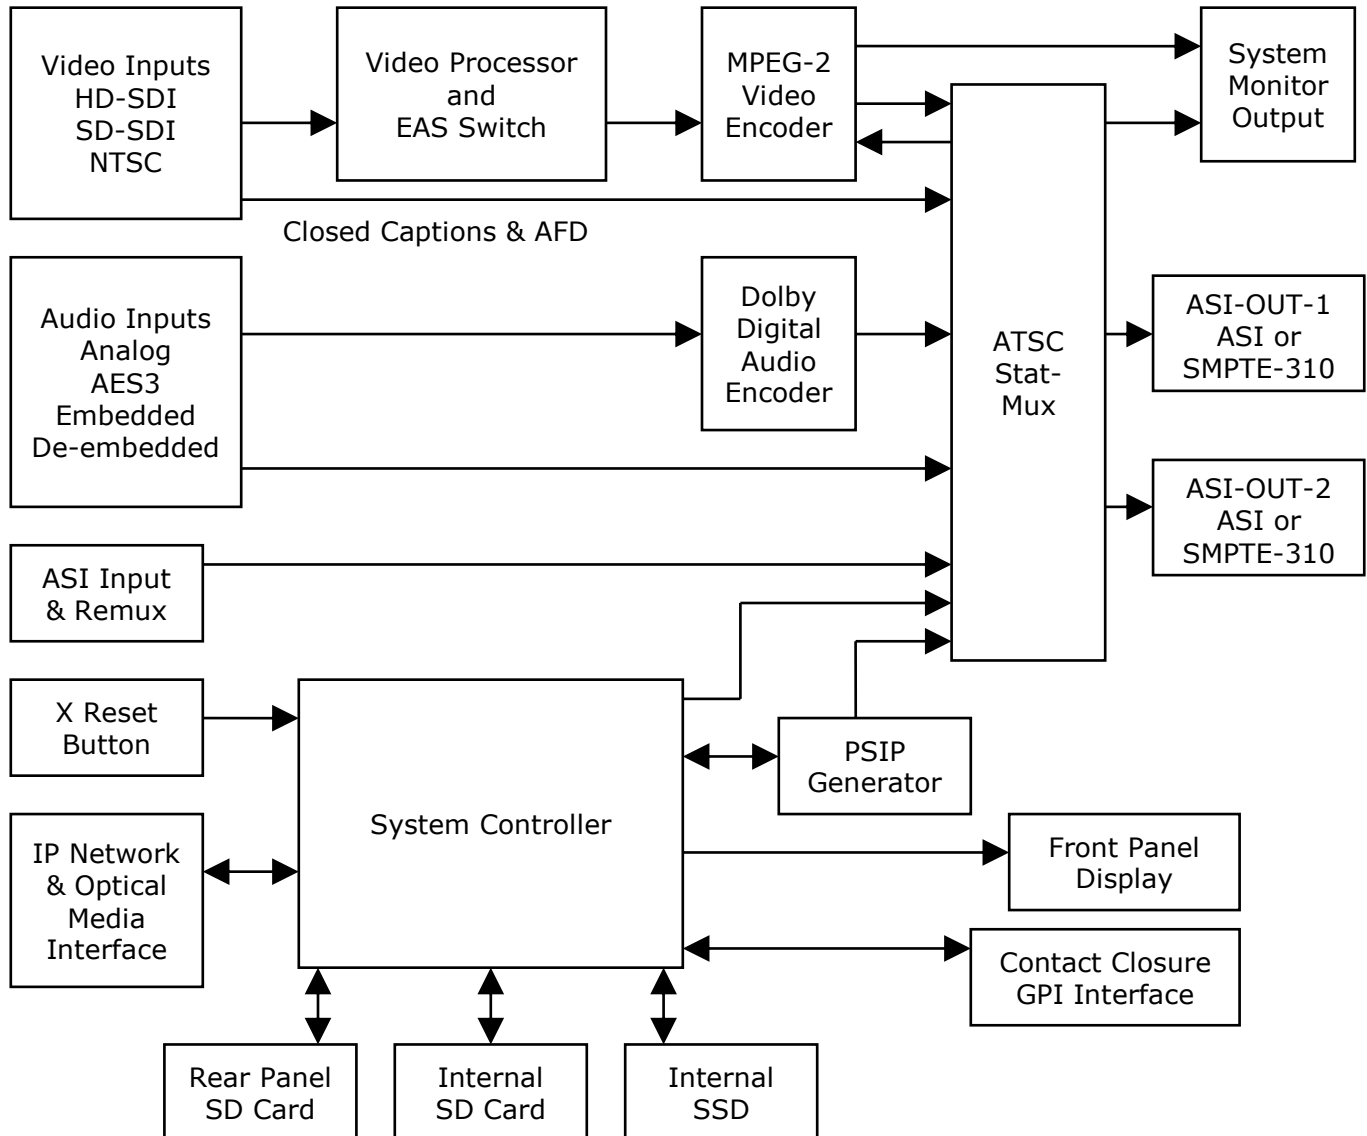 Video Inputs
HD-SDI
SD-SDI
NTSC
Video Processor
and
EAS Switch
MPEG-2
Video
Encoder
System
Monitor
Output
Closed Captions & AFD
Audio Inputs
Analog
AES3
Embedded
De-embedded
Dolby
Digital
Audio
Encoder
ATSC
Stat-
Mux
ASI-OUT-1
ASI or
SMPTE-310
ASI-OUT-2
ASI or
SMPTE-310
ASI Input
& Remux
X Reset
Button
System Controller
PSIP
Generator
IP Network
& Optical
Media
Interface
Front Panel
Display
Contact Closure
GPI Interface
Rear Panel
SD Card
Internal
SD Card
Internal
SSD